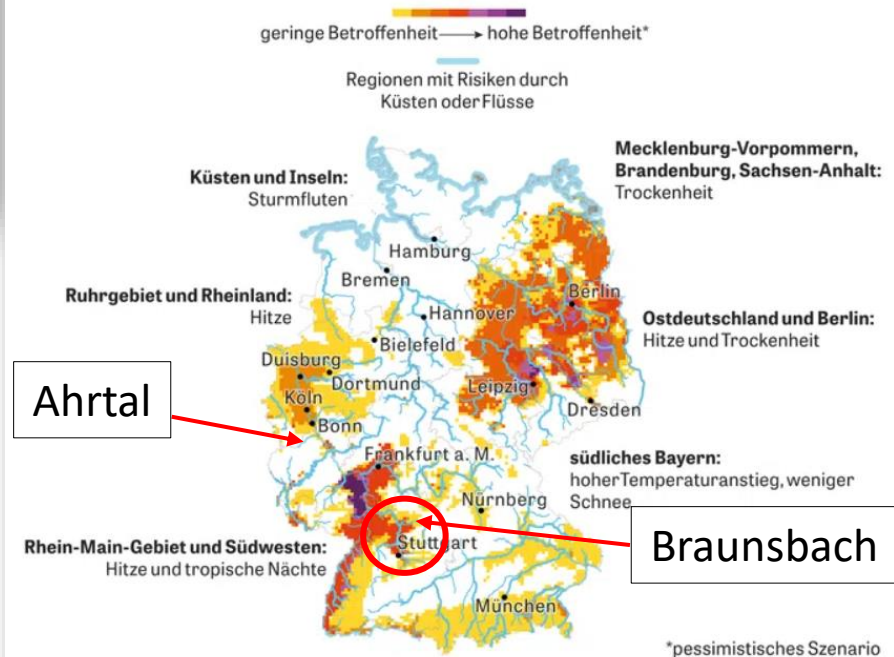 geringe Betroffenheit → hohe Betroffenheit*
Regionen mit Risiken durch
Küsten oder Flüsse
Mecklenburg-Vorpommern,
Brandenburg, Sachsen-Anhalt:
Trockenheit
Küsten und Inseln:
Sturmfluten
Hamburg
Bremen
Berlin
Ruhrgebiet und Rheinland:
Hitze
Hannover
Ostdeutschland und Berlin:
Hitze und Trockenheit
Bielefeld
Duisburg
Dortmund
Leipzig
Köln
Dresden
Ahrtal
Bonn
Frankfurt a. M.
südliches Bayern:
hoher Temperaturanstieg, weniger
Schnee
Nürnberg
Rhein-Main-Gebiet und Südwesten:
Hitze und tropische Nächte
Stuttgart
Braunsbach
München
*pessimistisches Szenario